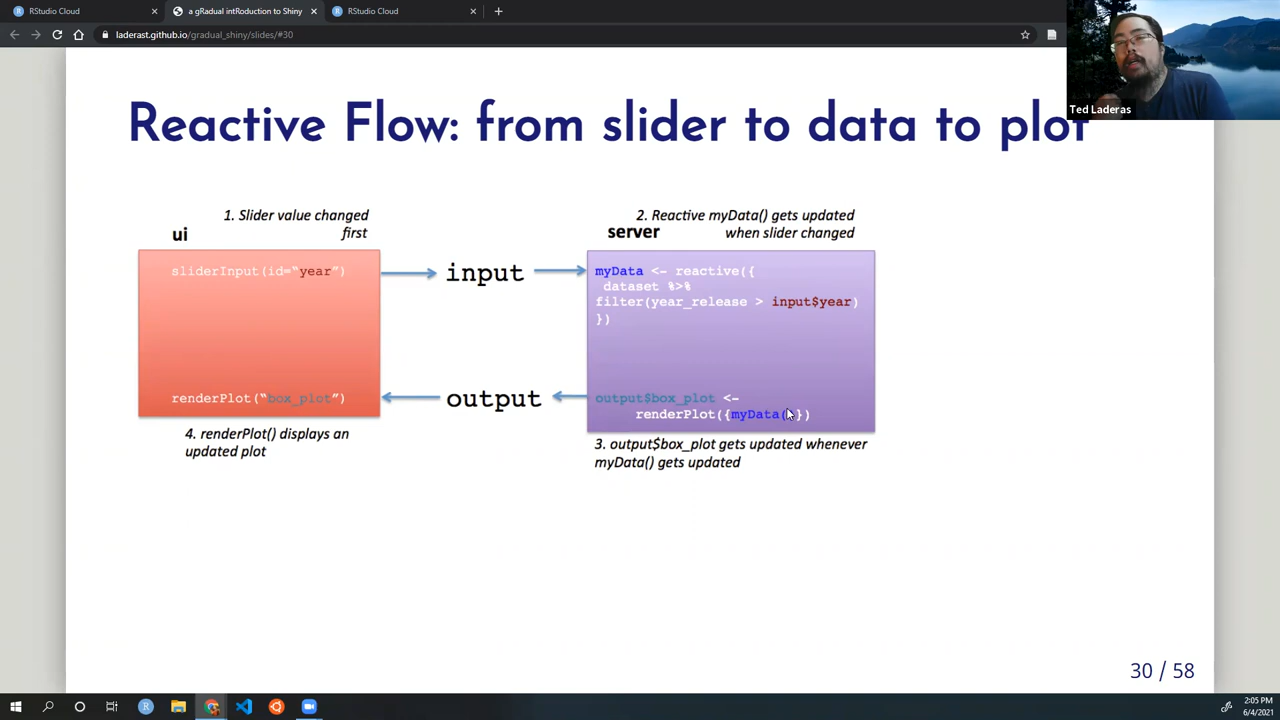 RStudio Cloud
a gRadual intRoduction to Shiny
RStudio Cloud
laderast.github.io/gradual_shiny/slides/#30
Ted Laderas
Reactive Flow: from slider to data to plot
1. Slider value changed
first
ui
2. Reactive myData() gets updated
when slider changed
server
sliderInput(id="year")
input
myData <- reactive({
dataset %>%
filter(year_release > input$year)
})
renderPlot("box_plot")
output
output$box_plot <-
renderPlot({myData( })
4. renderPlot() displays an
updated plot
3. output$box_plot gets updated whenever
myData() gets updated
30 / 58
2:05 PM
6/4/2021